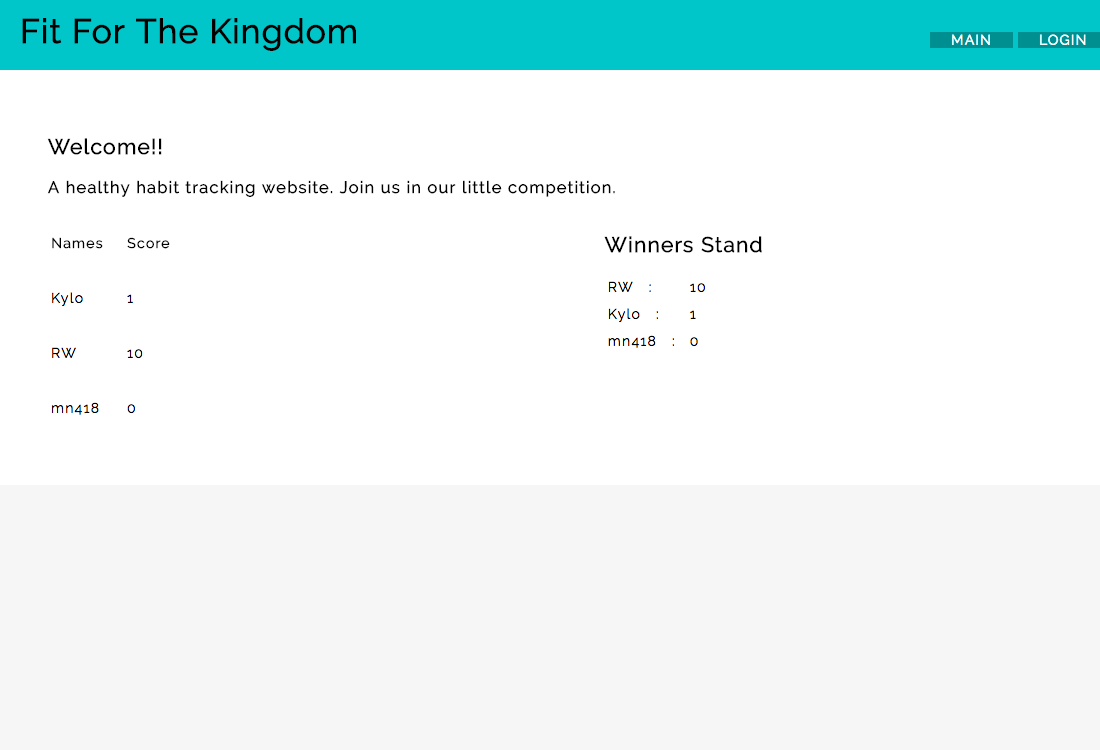 Fit For The Kingdom
MAIN LOGIN
Welcome!!
A healthy habit tracking website. Join us in our little competition.
Names Score
Kylo 1
RW 10
mn418 0
Winners Stand
RW : 10
Kylo : 1
mn418 : 0